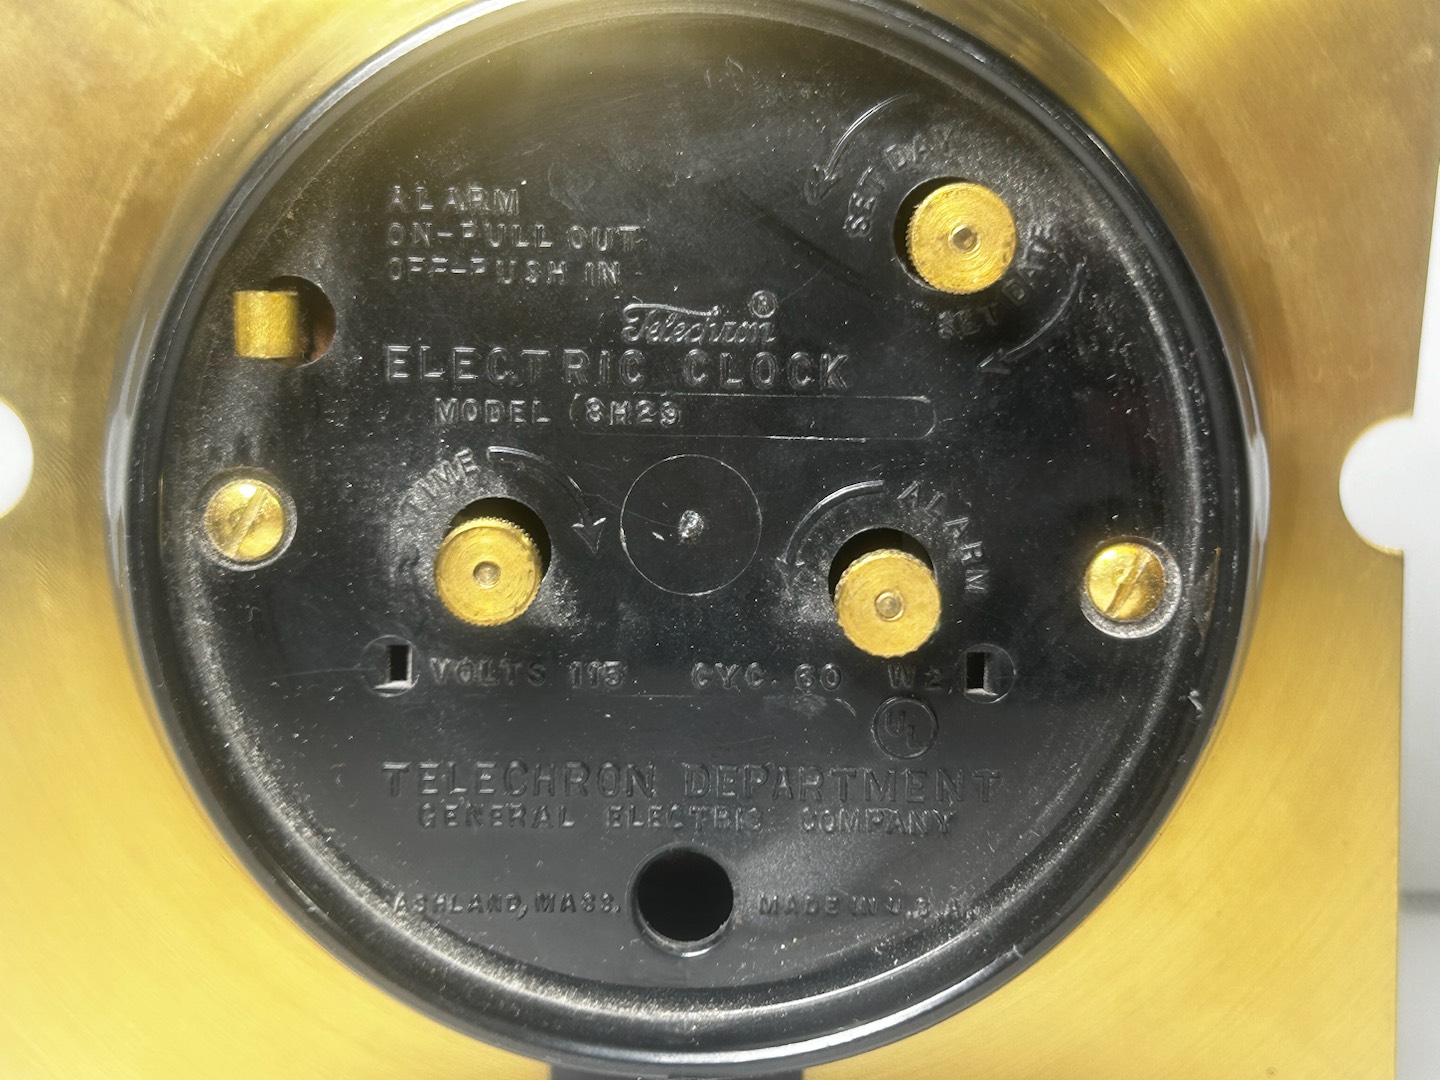 ALARM
ON-PULL OUT
OFF-PUSH IN
SET DAY
SET DATE
Telechron®
ELECTRIC CLOCK
MODEL 8H29
TIME
ALARM
VOLTS 115 CYC. 60 W2
UL
TELECHRON DEPARTMENT
GENERAL ELECTRIC COMPANY
ASHLAND, MASS. MADE IN U.S.A.